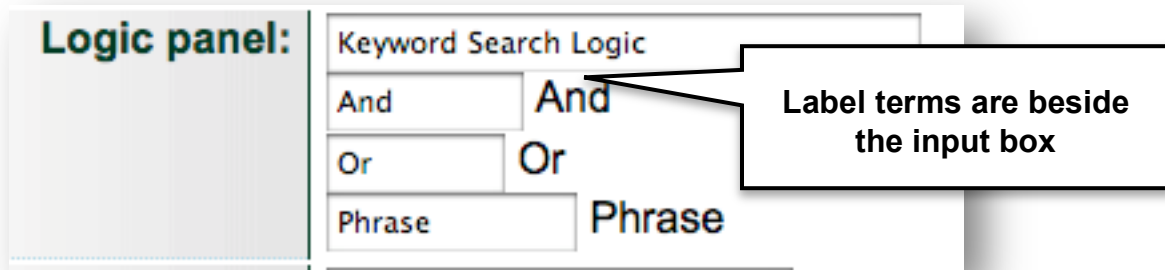 Logic panel:
Keyword Search Logic
And And
Or Or
Phrase Phrase
Label terms are beside
the input box